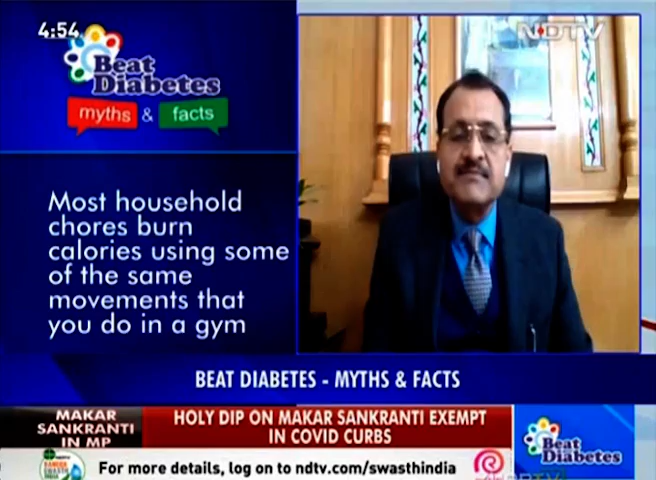 4:54
NDTV
Beat
Diabetes
myths & facts
Most household
chores burn
calories using some
of the same
movements that
you do in a gym
BEAT DIABETES - MYTHS & FACTS
MAKAR
SANKRANTI
IN MP
HOLY DIP ON MAKAR SANKRANTI EXEMPT
IN COVID CURBS
Beat
Diabetes
For more details, log on to ndtv.com/swasthindia